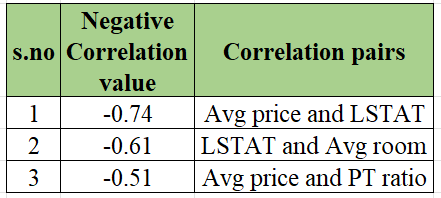 s.no Negative Correlation value Correlation pairs
1 -0.74 Avg price and LSTAT
2 -0.61 LSTAT and Avg room
3 -0.51 Avg price and PT ratio